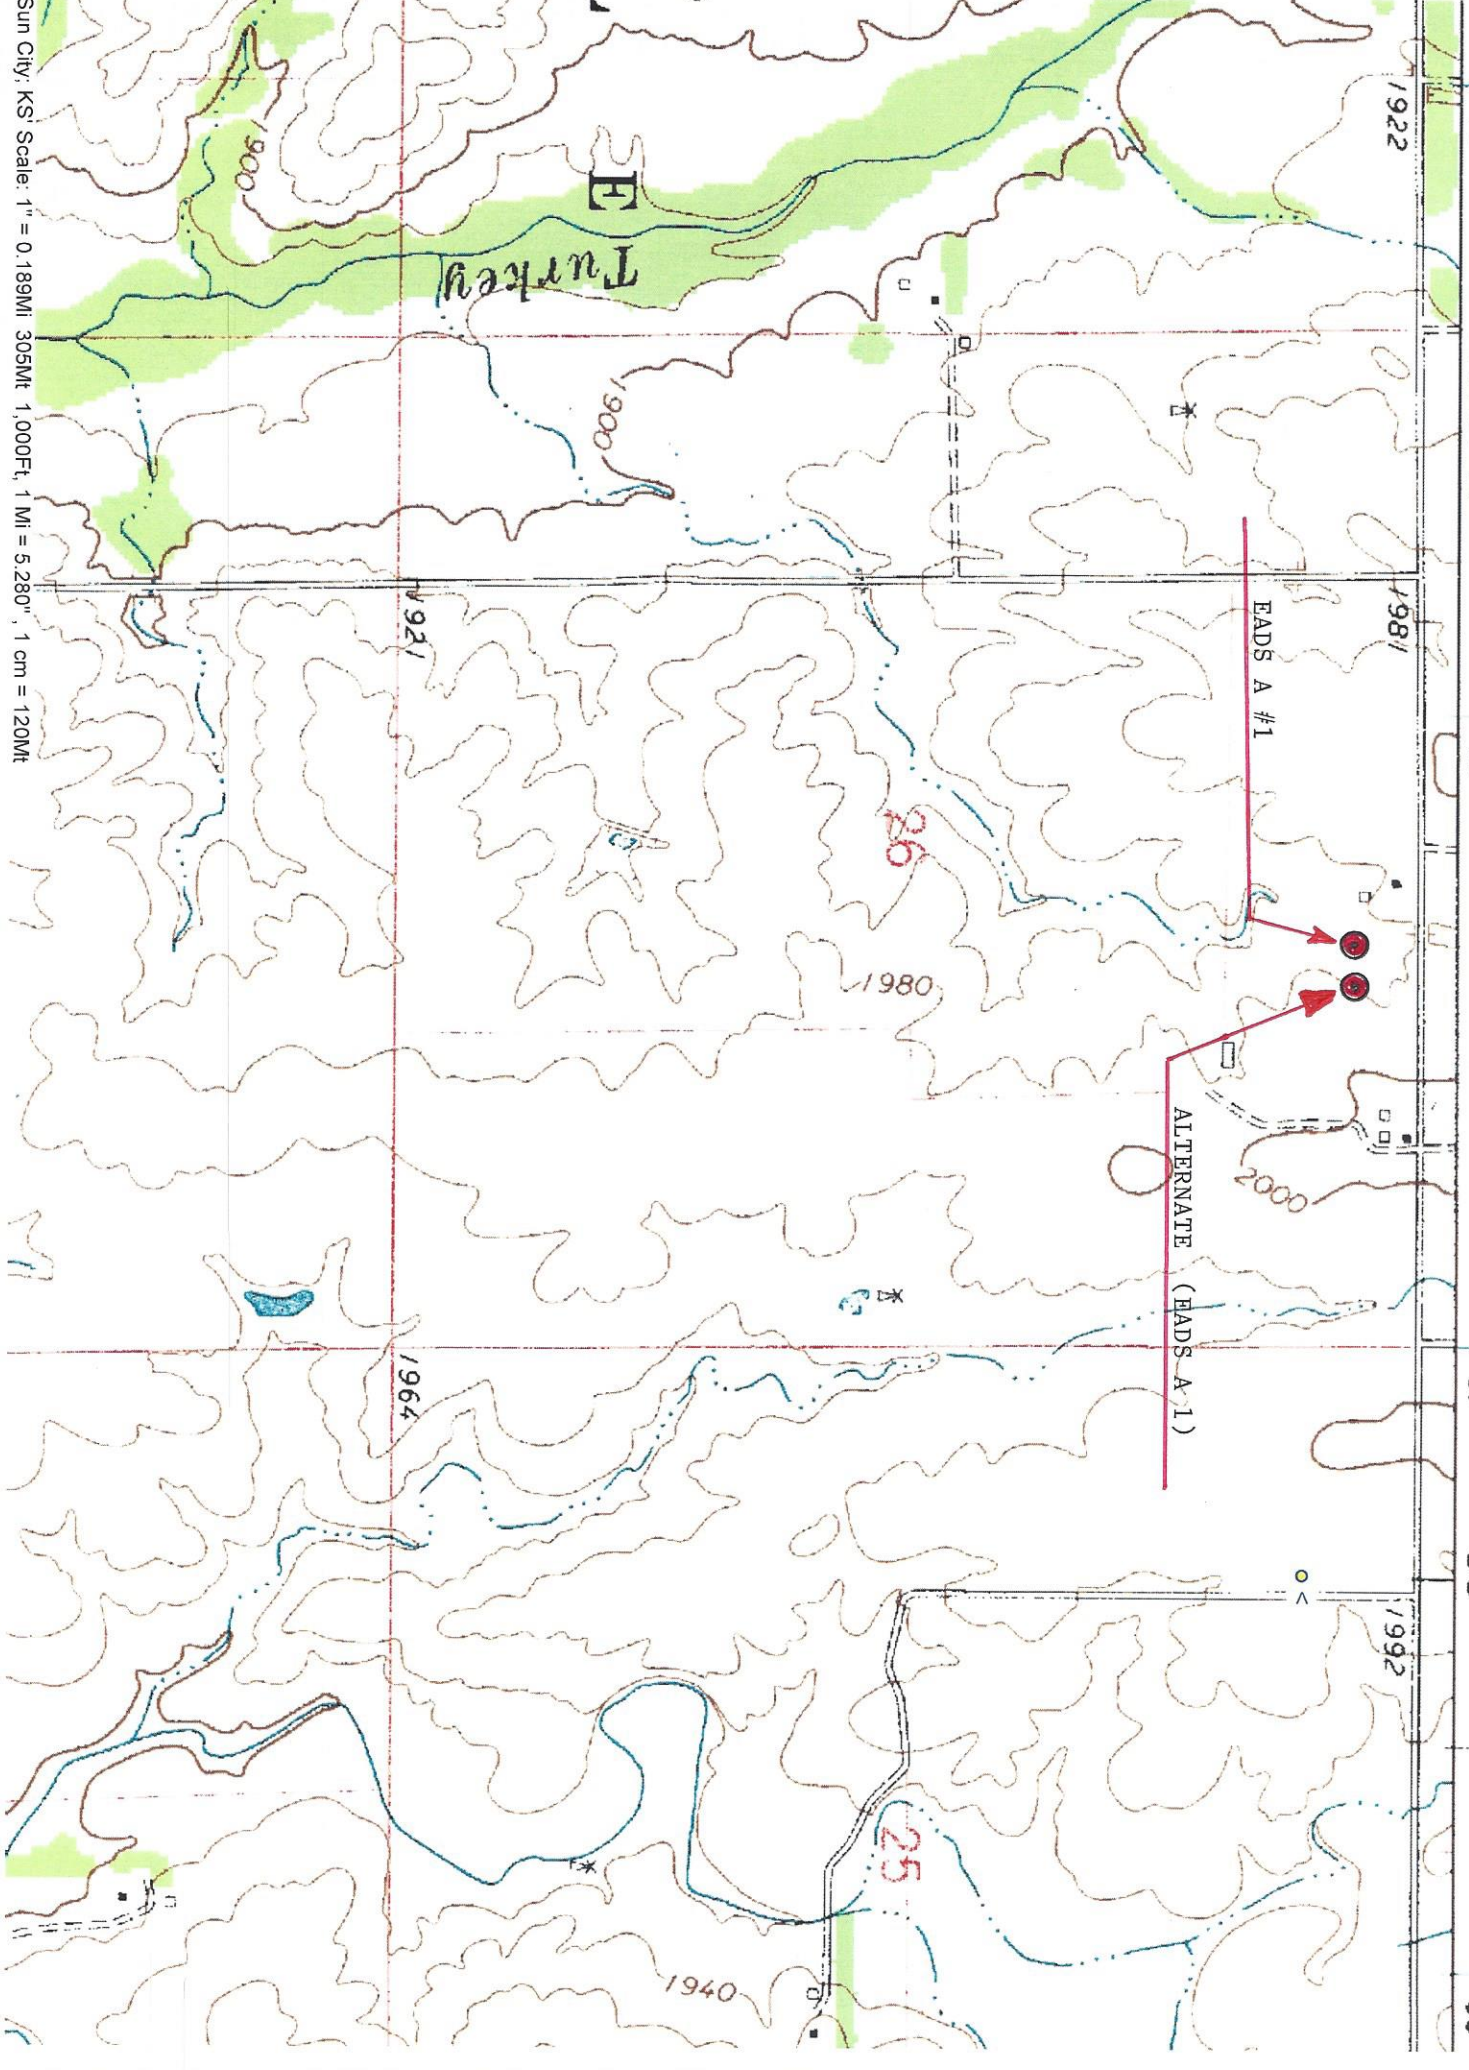 1922
1981
1992
EADS A #1
ALTERNATE (EADS A 1)
2000
26
25
1980
1900
E
Turkey
1900
1921
1964
1940
Sun City; KS' Scale: 1" = 0.189Mi 305Mt 1,000Ft, 1 Mi = 5.280", 1 cm = 120Mt